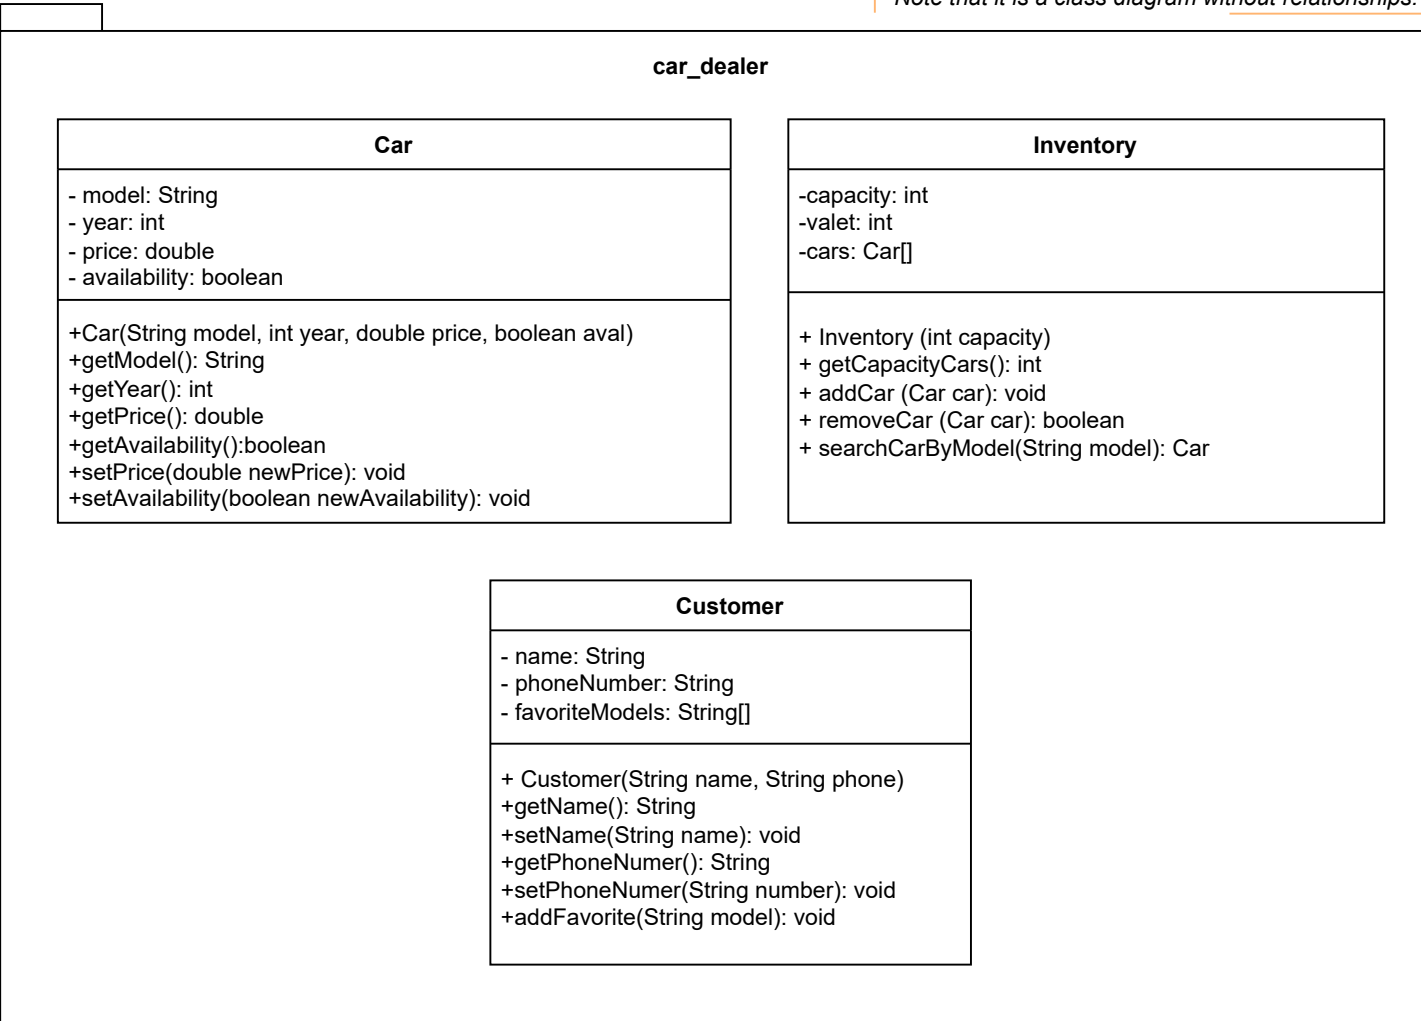 Note that it is a class diagram without relationships.
car_dealer
Car
- model: String
- year: int
- price: double
- availability: boolean
+Car(String model, int year, double price, boolean aval)
+getModel(): String
+getYear(): int
+getPrice(): double
+getAvailability():boolean
+setPrice(double newPrice): void
+setAvailability(boolean newAvailability): void
Inventory
-capacity: int
-valet: int
-cars: Car[]
+ Inventory (int capacity)
+ getCapacityCars(): int
+ addCar (Car car): void
+ removeCar (Car car): boolean
+ searchCarByModel(String model): Car
Customer
- name: String
- phoneNumber: String
- favoriteModels: String[]
+ Customer(String name, String phone)
+getName(): String
+setName(String name): void
+getPhoneNumer(): String
+setPhoneNumer(String number): void
+addFavorite(String model): void